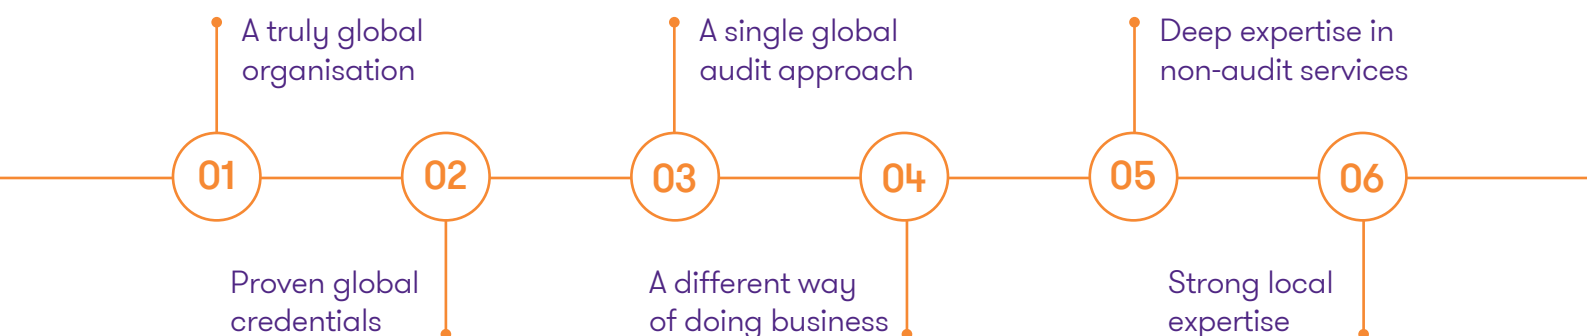 A truly global
organisation
A single global
audit approach
Deep expertise in
non-audit services
01
02
03
04
05
06
Proven global
credentials
A different way
of doing business
Strong local
expertise